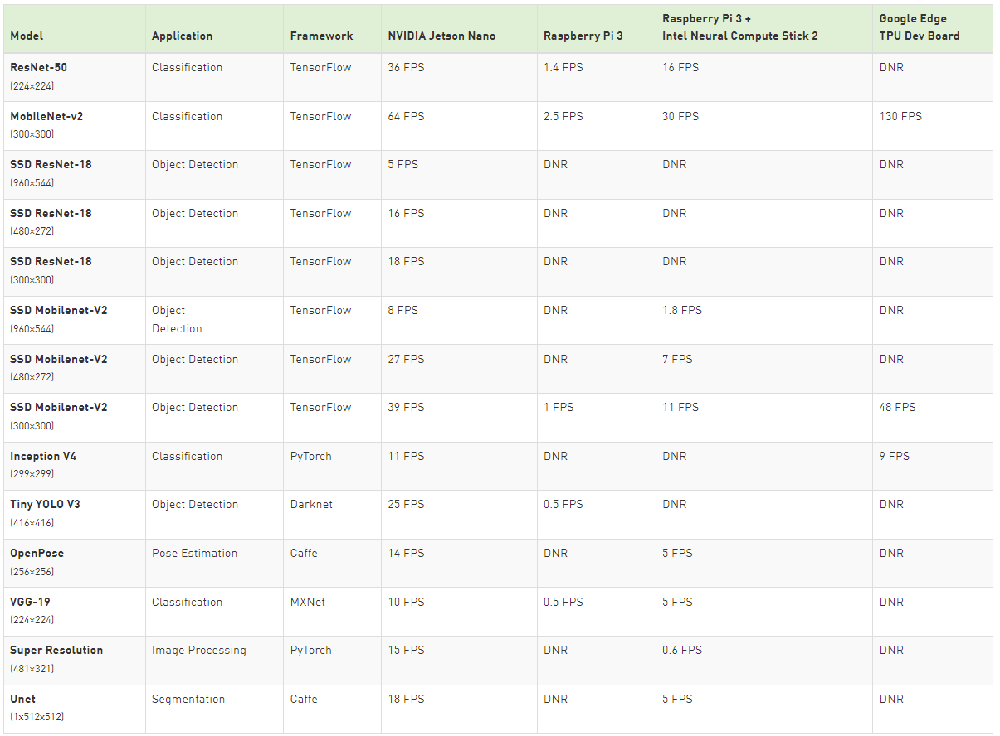 Model Application Framework NVIDIA Jetson Nano Raspberry Pi 3 Raspberry Pi 3 + Intel Neural Compute Stick 2 Google Edge TPU Dev Board
ResNet-50 Classification TensorFlow 36 FPS 1.4 FPS 16 FPS DNR
(224×224)
MobileNet-v2 Classification TensorFlow 64 FPS 2.5 FPS 30 FPS 130 FPS
(300×300)
SSD ResNet-18 Object Detection TensorFlow 5 FPS DNR DNR DNR
(960×544)
SSD ResNet-18 Object Detection TensorFlow 16 FPS DNR DNR DNR
(480×272)
SSD ResNet-18 Object Detection TensorFlow 18 FPS DNR DNR DNR
(300×300)
SSD Mobilenet-V2 Object Detection TensorFlow 8 FPS DNR 1.8 FPS DNR
(960×544)
SSD Mobilenet-V2 Object Detection TensorFlow 27 FPS DNR 7 FPS DNR
(480×272)
SSD Mobilenet-V2 Object Detection TensorFlow 39 FPS 1 FPS 11 FPS 48 FPS
(300×300)
Inception V4 Classification PyTorch 11 FPS DNR DNR 9 FPS
(299×299)
Tiny YOLO V3 Object Detection Darknet 25 FPS 0.5 FPS DNR DNR
(416×416)
OpenPose Pose Estimation Caffe 14 FPS DNR 5 FPS DNR
(256×256)
VGG-19 Classification MXNet 10 FPS 0.5 FPS 5 FPS DNR
(224×224)
Super Resolution Image Processing PyTorch 15 FPS DNR 0.6 FPS DNR
(481×321)
Unet Segmentation Caffe 18 FPS DNR 5 FPS DNR
(1x512x512)